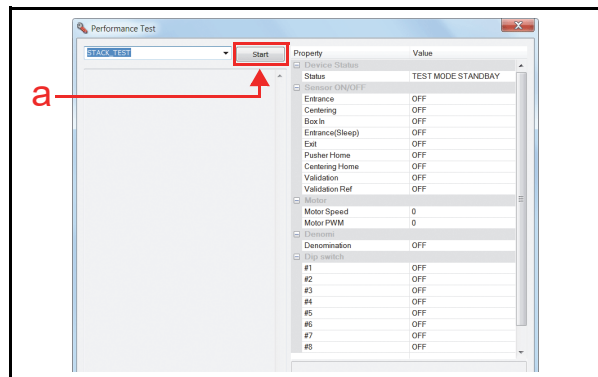 Performance Test
STACK_TEST
Start
a
Property Value
Device Status
Status TEST MODE STANDBAY
Sensor ON/OFF
Entrance OFF
Centering OFF
Box In OFF
Entrance(Sleep) OFF
Exit OFF
Pusher Home OFF
Centering Home OFF
Validation OFF
Validation Ref OFF
Motor
Motor Speed 0
Motor PWM 0
Denomi
Denomination OFF
Dip switch
#1 OFF
#2 OFF
#3 OFF
#4 OFF
#5 OFF
#6 OFF
#7 OFF
#8 OFF